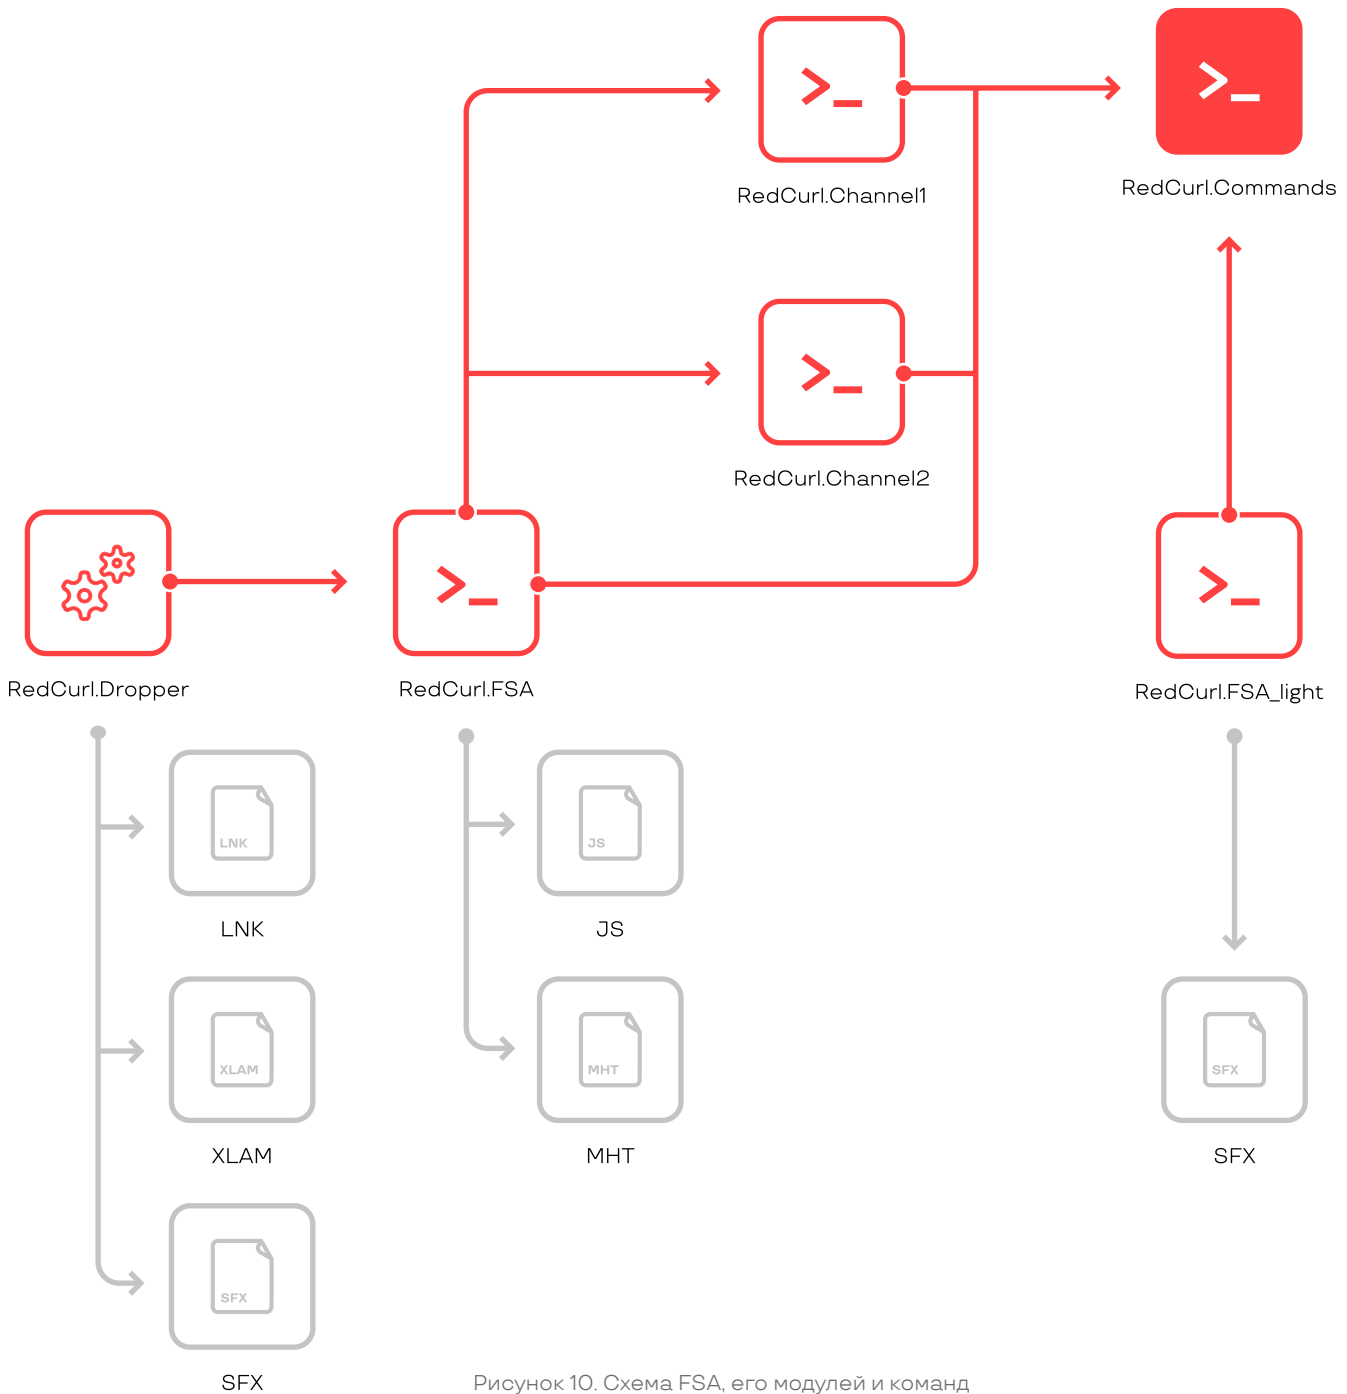 RedCurl.Channel1
RedCurl.Commands
RedCurl.Channel2
RedCurl.Dropper
RedCurl.FSA
RedCurl.FSA_light
LNK
JS
LNK
JS
XLAM
MHT
SFX
XLAM
MHT
SFX
SFX
SFX
Рисунок 10. Схема FSA, его модулей и команд